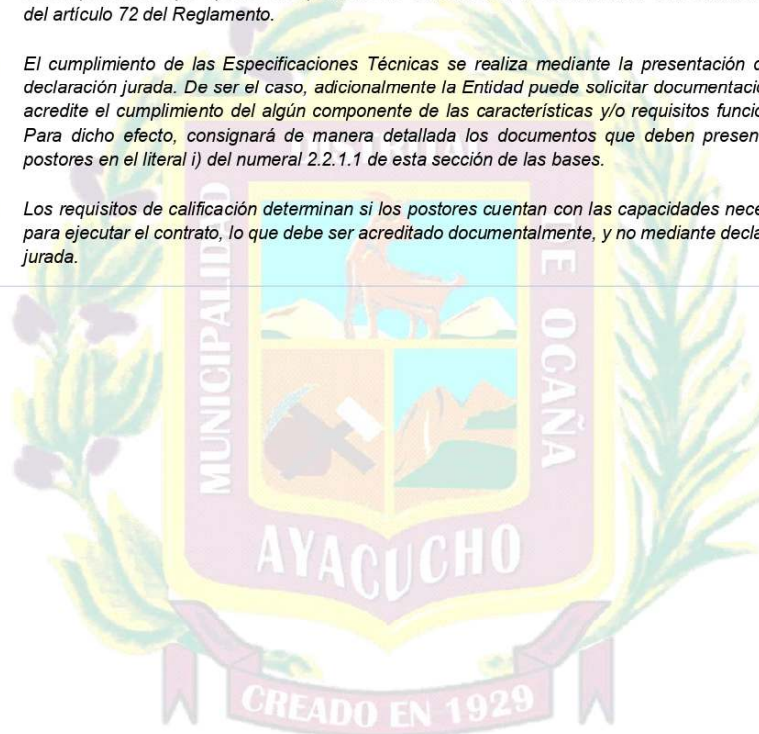 del artículo 72 del Reglamento.
El cumplimiento de las Especificaciones Técnicas se realiza mediante la presentación
declaración jurada. De ser el caso, adicionalmente la Entidad puede solicitar
acredite el cumplimiento del algún componente de las características y/o requisitos
Para dicho efecto, consignará de manera detallada los documentos que deben
postores en el literal i) del numeral 2.2.1.1 de esta sección de las bases.
Los requisitos de calificación determinan si los postores cuentan con las capacidades
para ejecutar el contrato, lo que debe ser acreditado documentalmente, y no mediante
jurada.
MUNICIPALIDAD
DISTRITAL
DE OCAÑA
AYACUCHO
CREADO EN 1929